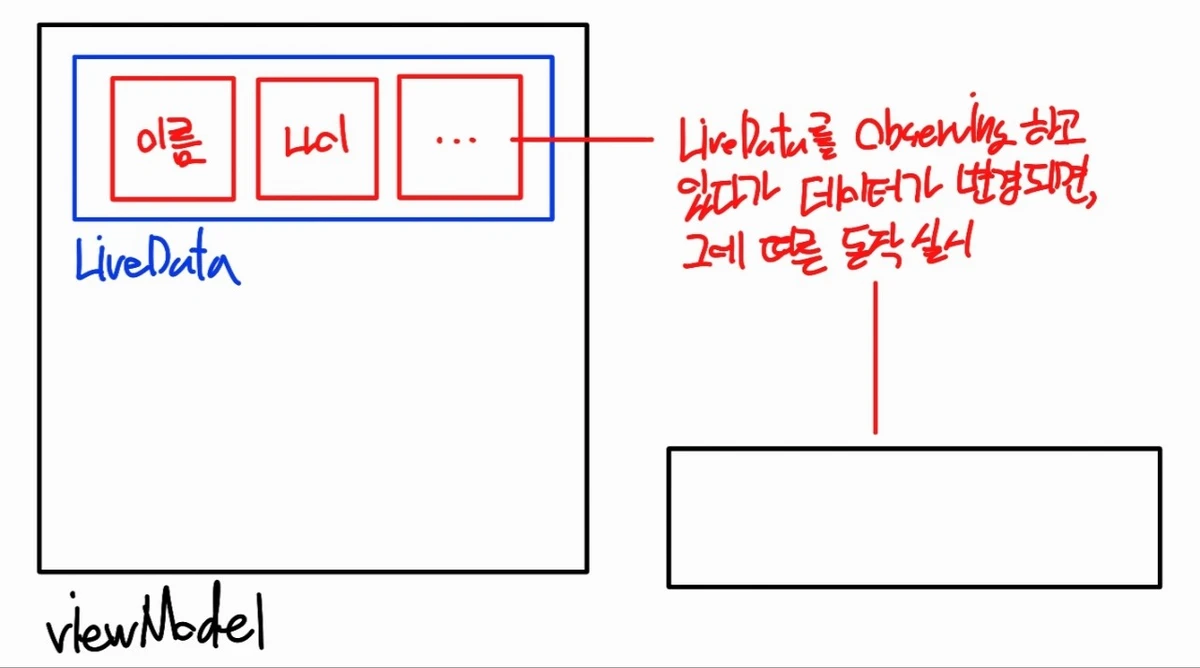 이름
나이
...
LiveData
LiveData를 Observing 하고
있다가 데이터가 변경되면,
그에 따른 동작 실시
viewModel